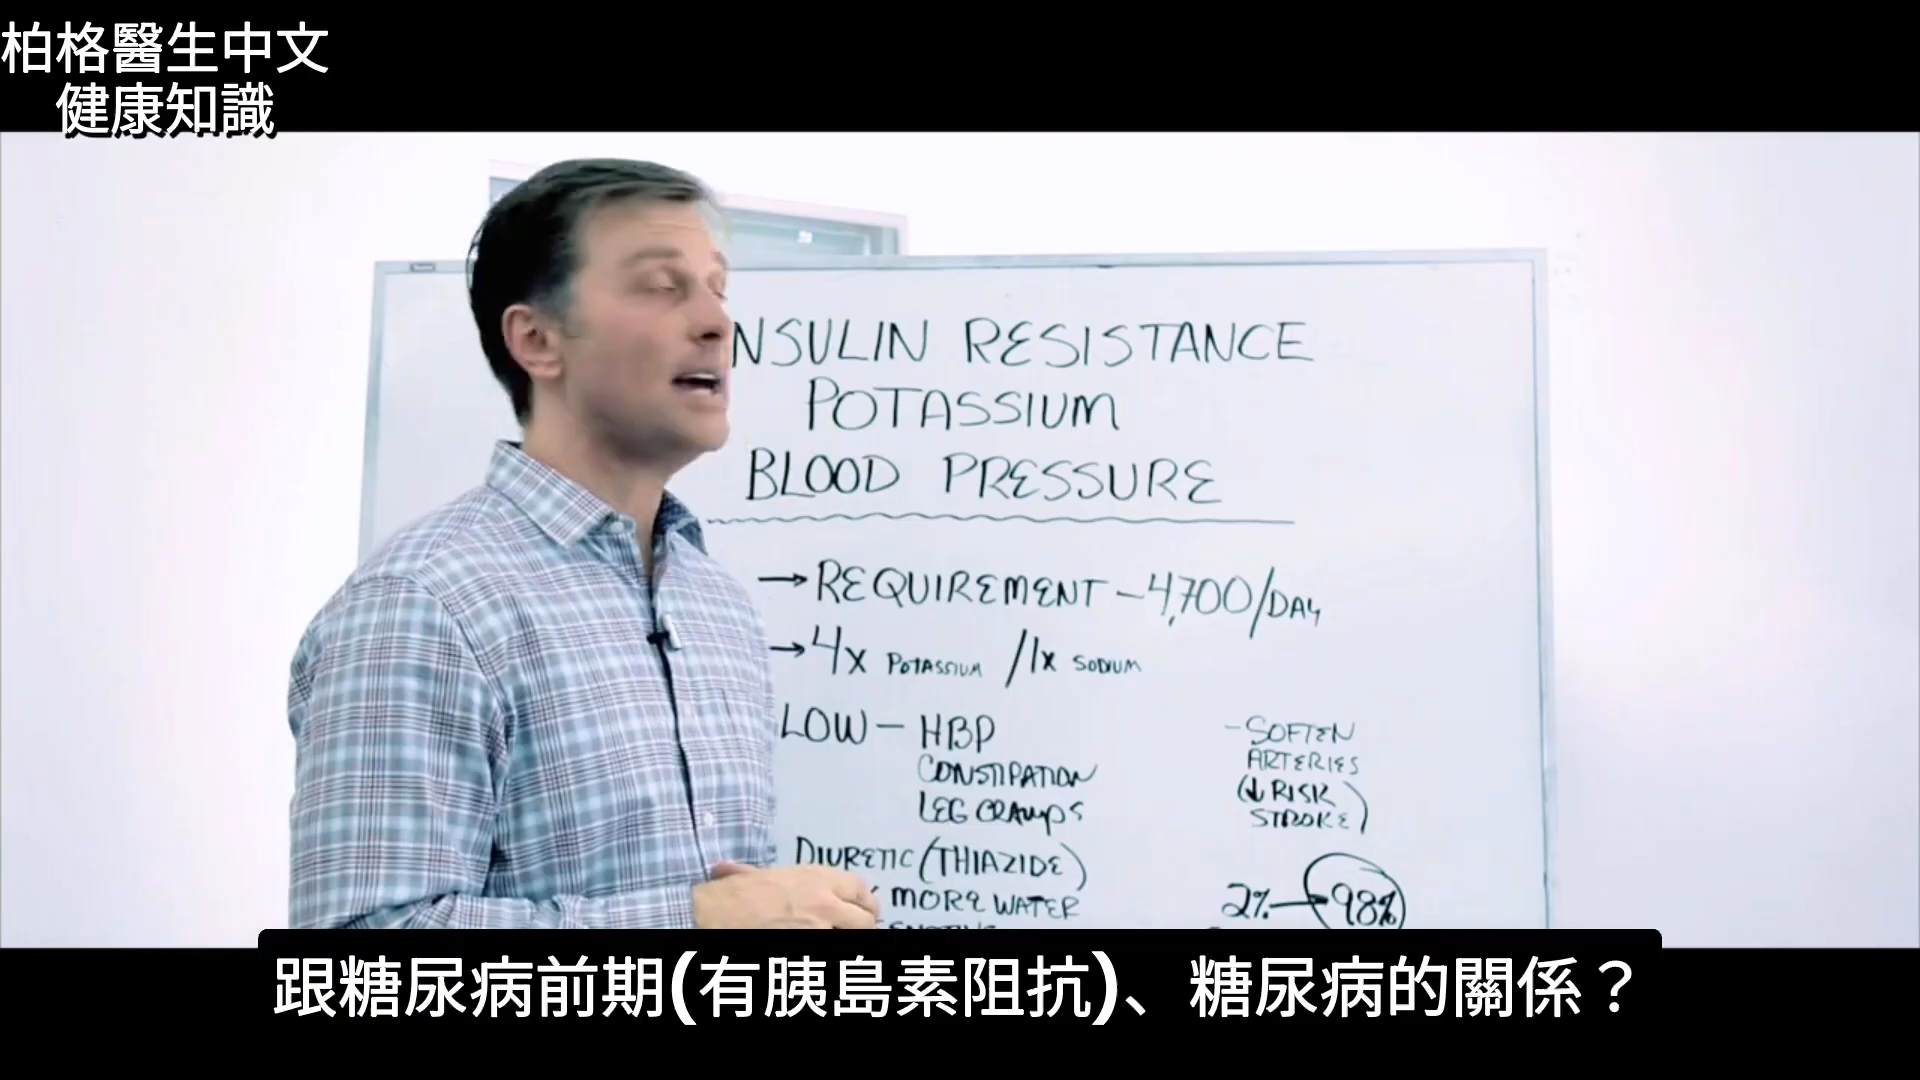 柏格醫生中文
健康知識
NSULIN RESISTANCE
POTASSIUM
BLOOD PRESSURE
→ REQUIREMENT - 4,700/DAY
→ 4x POTASSIUM / 1x SODIUM
LOW - HBP
CONSTIPATION
LEG CRAMPS
- SOFTEN
ARTERIES
(↓ RISK
STROKE)
DIURETIC (THIAZIDE)
MORE WATER
2% → 98%
跟糖尿病前期(有胰島素阻抗)、糖尿病的關係？